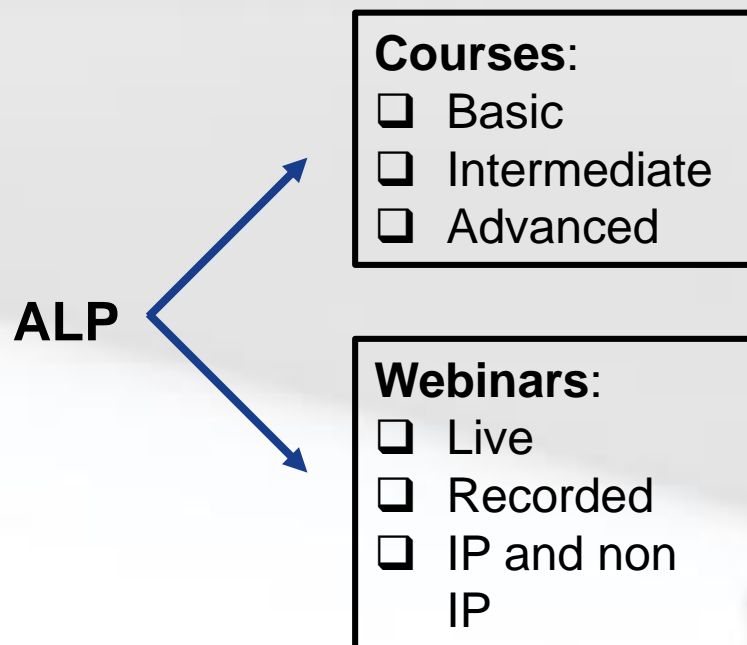 Courses:
❑ Basic
❑ Intermediate
❑ Advanced
ALP
Webinars:
❑ Live
❑ Recorded
❑ IP and non
IP